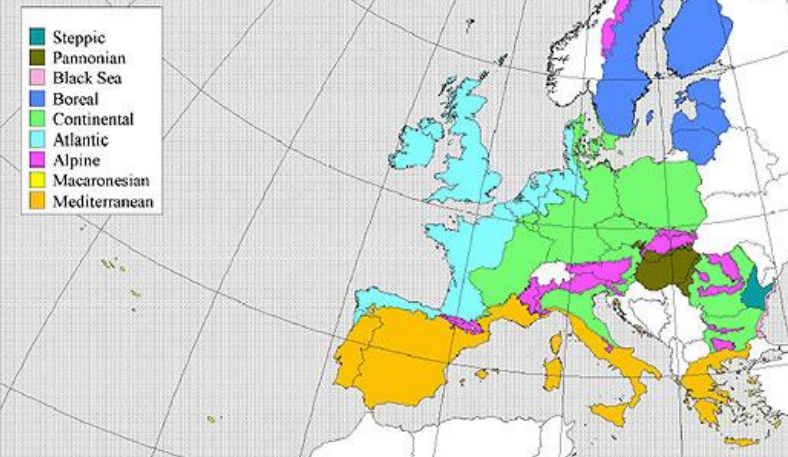 Steppic
Pannonian
Black Sea
Boreal
Continental
Atlantic
Alpine
Macaronesian
Mediterranean